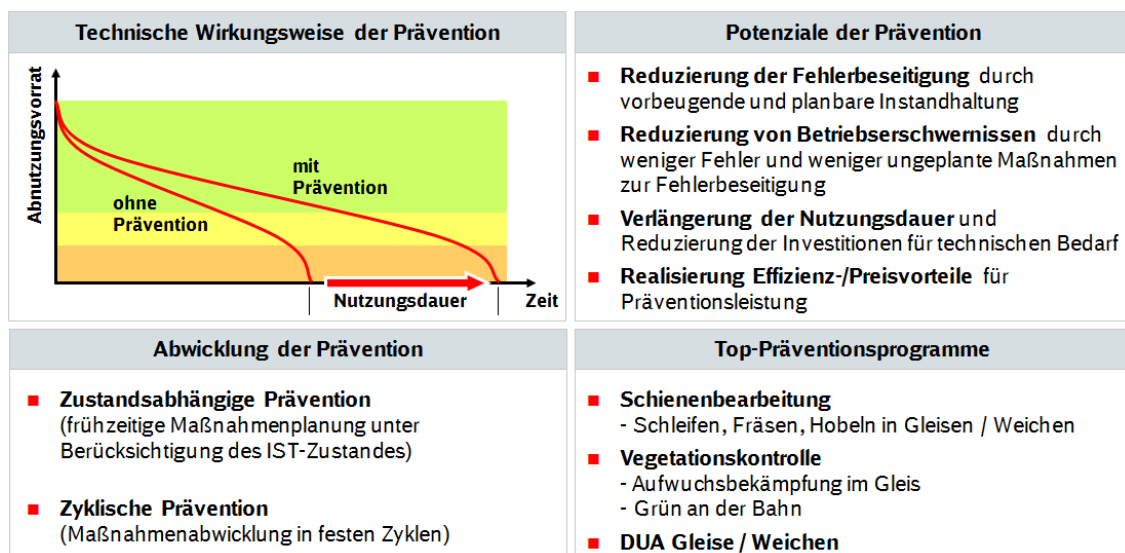 Technische Wirkungsweise der Prävention
Abnutzungsvorrat
mit
Prävention
ohne
Prävention
Nutzungsdauer
Zeit
Potenziale der Prävention
Reduzierung der Fehlerbeseitigung durch
vorbeugende und planbare Instandhaltung
Reduzierung von Betriebserschwernissen durch
weniger Fehler und weniger ungeplante Maßnahmen
zur Fehlerbeseitigung
Verlängerung der Nutzungsdauer und
Reduzierung der Investitionen für technischen Bedarf
Realisierung Effizienz-/Preisvorteile für
Präventionsleistung
Abwicklung der Prävention
Zustandsabhängige Prävention
(frühzeitige Maßnahmenplanung unter
Berücksichtigung des IST-Zustandes)
Zyklische Prävention
(Maßnahmenabwicklung in festen Zyklen)
Top-Präventionsprogramme
Schienenbearbeitung
- Schleifen, Fräsen, Hobeln in Gleisen / Weichen
Vegetationskontrolle
- Aufwuchsbekämpfung im Gleis
- Grün an der Bahn
DUA Gleise / Weichen